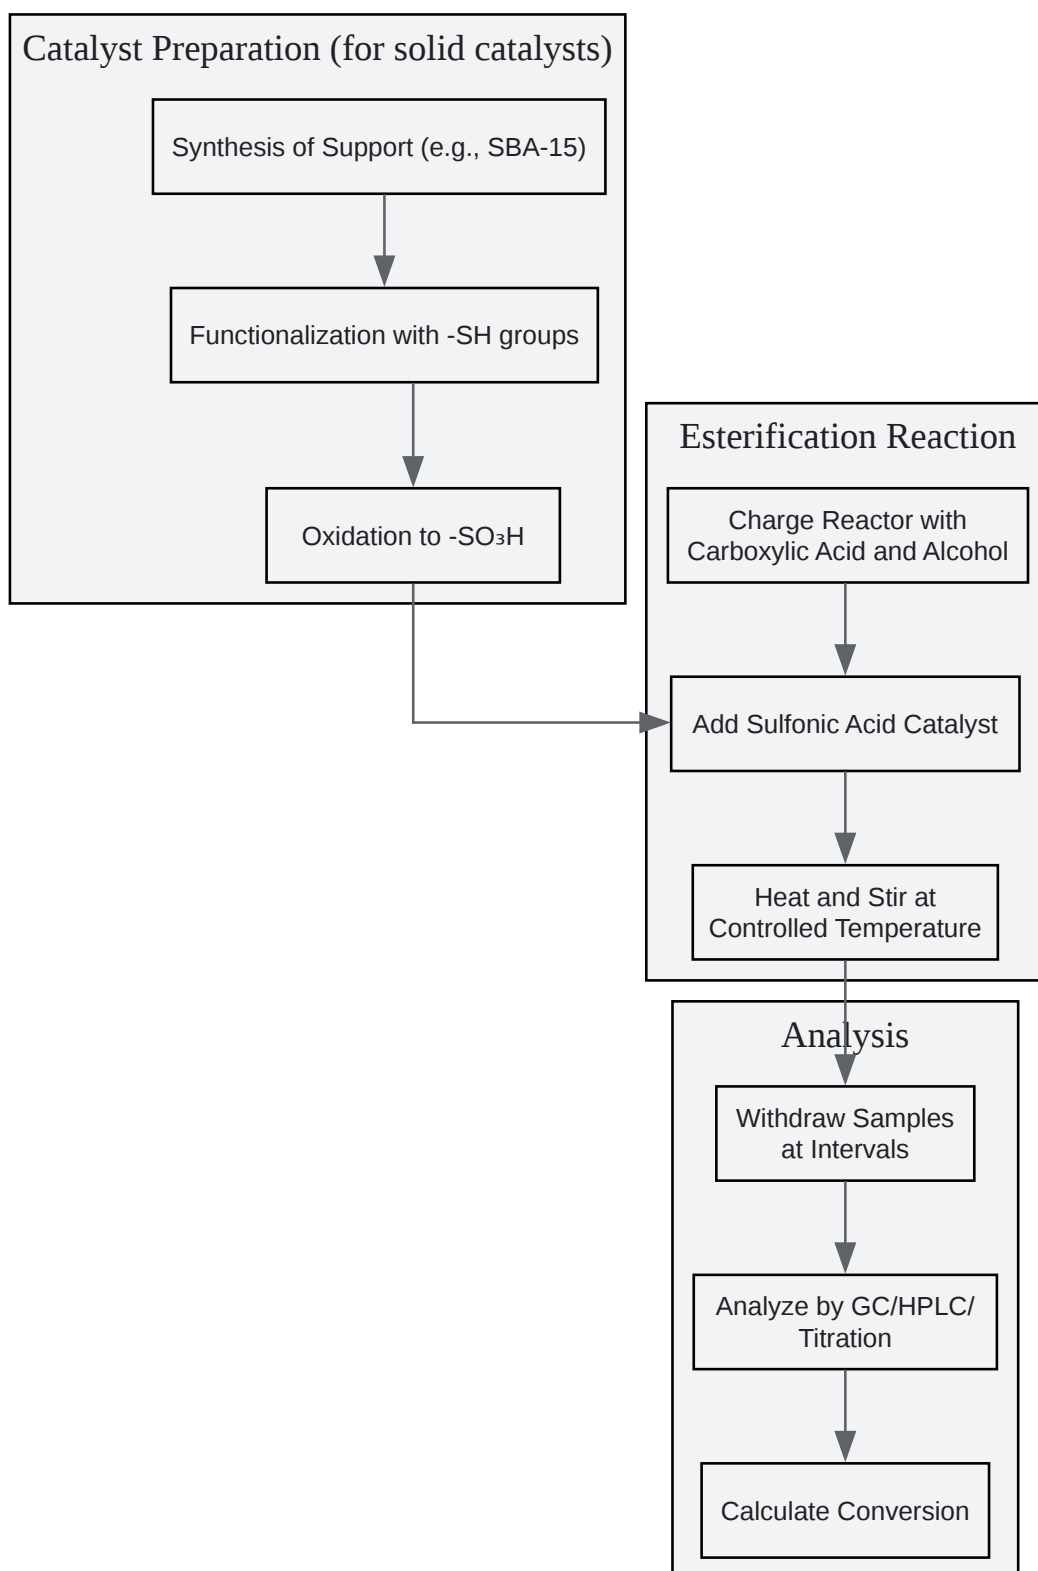 Catalyst Preparation (for solid catalysts)
Synthesis of Support (e.g., SBA-15)
Functionalization with -SH groups
Oxidation to -SO₃H
Esterification Reaction
Charge Reactor with
Carboxylic Acid and Alcohol
Add Sulfonic Acid Catalyst
Heat and Stir at
Controlled Temperature
Analysis
Withdraw Samples
at Intervals
Analyze by GC/HPLC/
Titration
Calculate Conversion